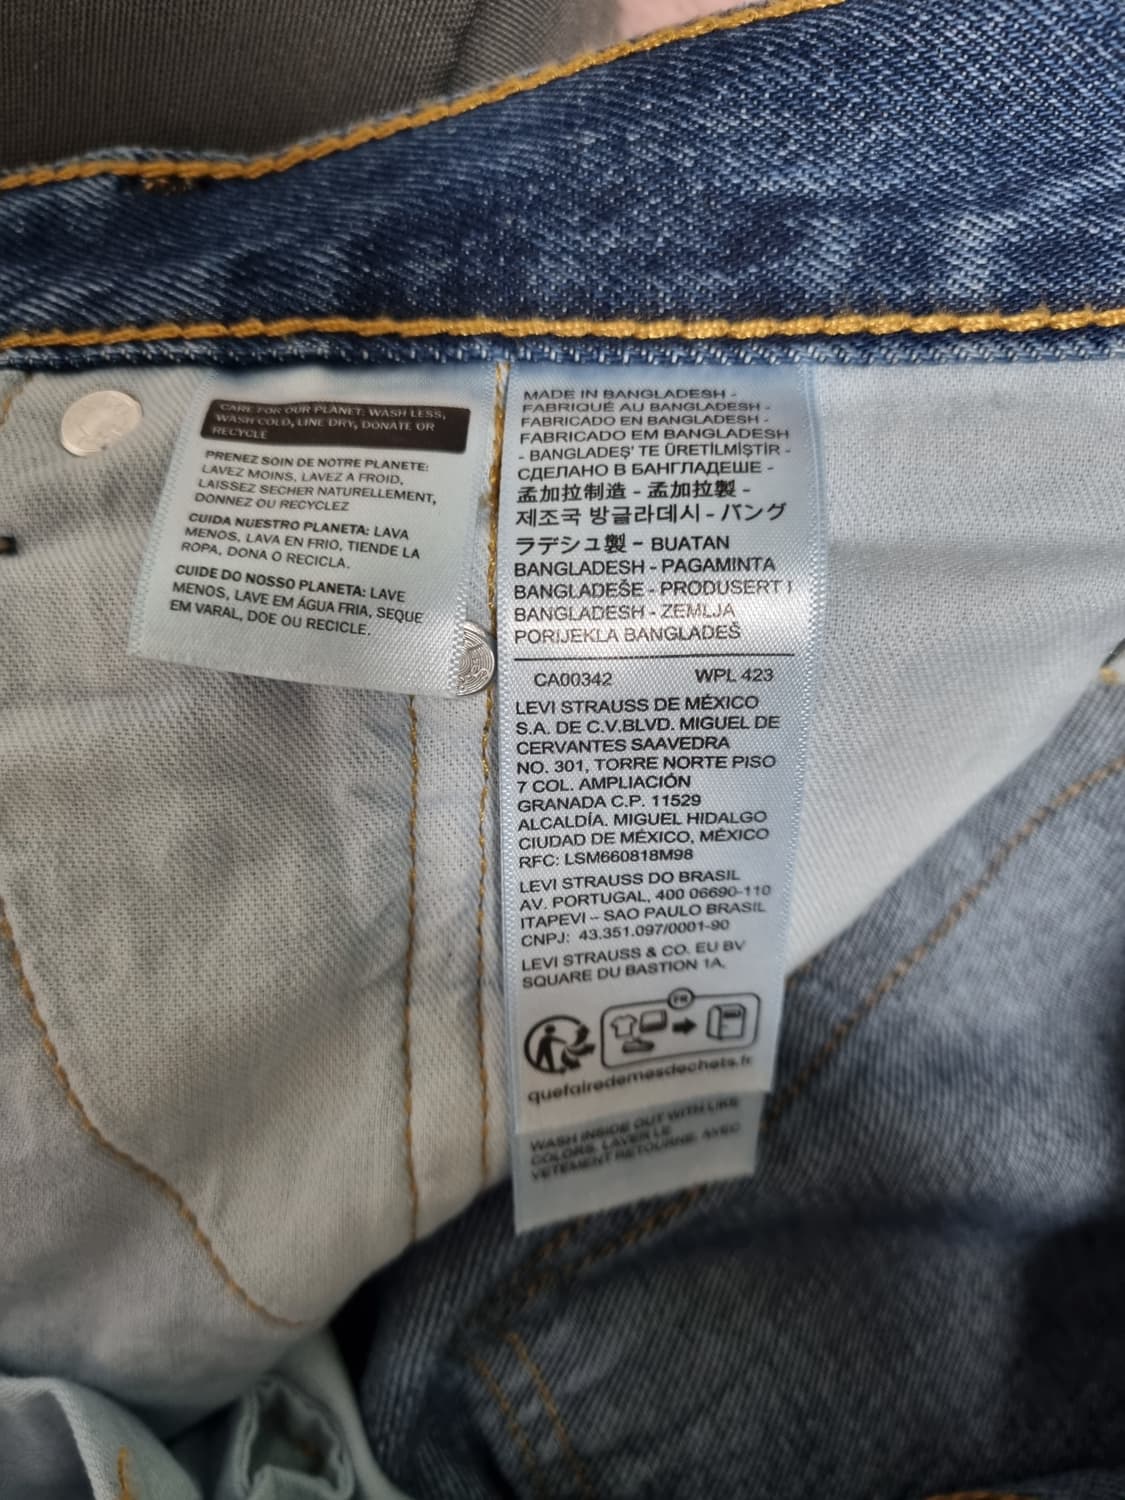 CARE FOR OUR PLANET: WASH LESS,
WASH COLD, LINE DRY, DONATE OR
RECYCLE
PRENEZ SOIN DE NOTRE PLANETE:
LAVEZ MOINS, LAVEZ A FROID,
LAISSEZ SECHER NATURELLEMENT,
DONNEZ OU RECYCLEZ
CUIDA NUESTRO PLANETA: LAVA
MENOS, LAVA EN FRIO, TIENDE LA
ROPA, DONA O RECICLA.
CUIDE DO NOSSO PLANETA: LAVE
MENOS, LAVE EM ÁGUA FRIA, SEQUE
EM VARAL, DOE OU RECICLE.
MADE IN BANGLADESH -
FABRIQUÉ AU BANGLADESH -
FABRICADO EN BANGLADESH -
FABRICADO EM BANGLADESH
- BANGLADEŞ' TE ÜRETİLMİŞTİR -
СДЕЛАНО В БАНГЛАДЕШЕ -
孟加拉制造 - 孟加拉製 -
제조국 방글라데시 - バング
ラデシュ製 - BUATAN
BANGLADESH - PAGAMINTA
BANGLADEŠE - PRODUSERT I
BANGLADESH - ZEMLJA
PORIJEKLA BANGLADEŠ
CA00342 WPL 423
LEVI STRAUSS DE MÉXICO
S.A. DE C.V.BLVD. MIGUEL DE
CERVANTES SAAVEDRA
NO. 301, TORRE NORTE PISO
7 COL. AMPLIACIÓN
GRANADA C.P. 11529
ALCALDÍA. MIGUEL HIDALGO
CIUDAD DE MÉXICO, MÉXICO
RFC: LSM660818M98
LEVI STRAUSS DO BRASIL
AV. PORTUGAL, 400 06690-110
ITAPEVI – SAO PAULO BRASIL
CNPJ: 43.351.097/0001-90
LEVI STRAUSS & CO. EU BV
SQUARE DU BASTION 1A,
FR
quefairedemesdechets.fr
WASH INSIDE OUT WITH LIKE
COLORS. LAVER LE
VETEMENT RETOURNE, AVEC